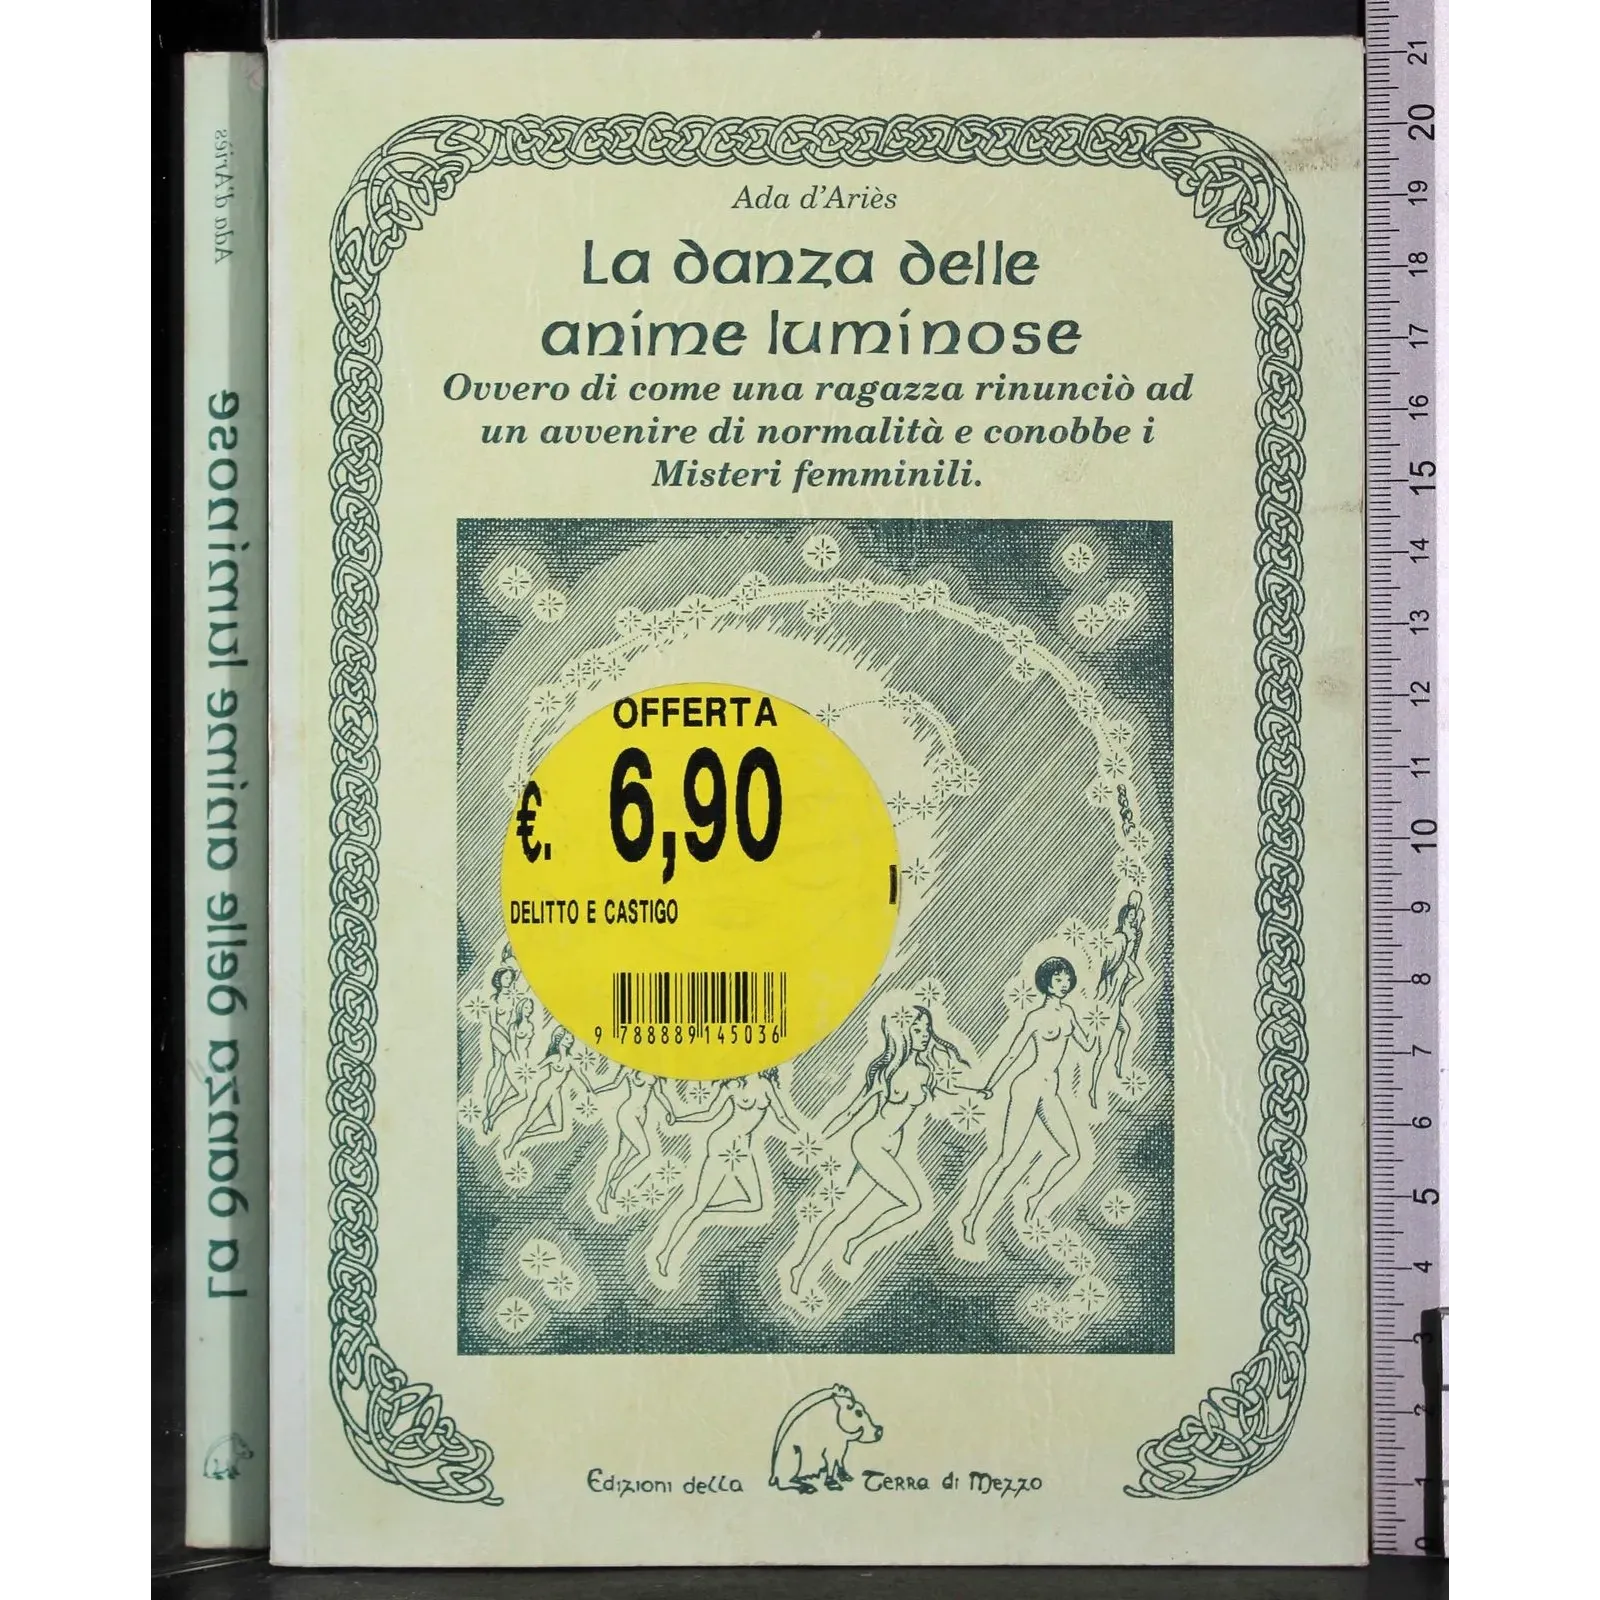 Ada d'Ariès
La danza delle anime luminose
Ada d'Ariès
La danza delle
anime luminose
Ovvero di come una ragazza rinunciò ad
un avvenire di normalità e conobbe i
Misteri femminili.
OFFERTA
€. 6,90
DELITTO E CASTIGO
9 788889 145036
Edizioni della Terra di Mezzo
21
20
19
18
17
16
15
14
13
12
11
10
9
8
7
6
5
4
3
2
1
0